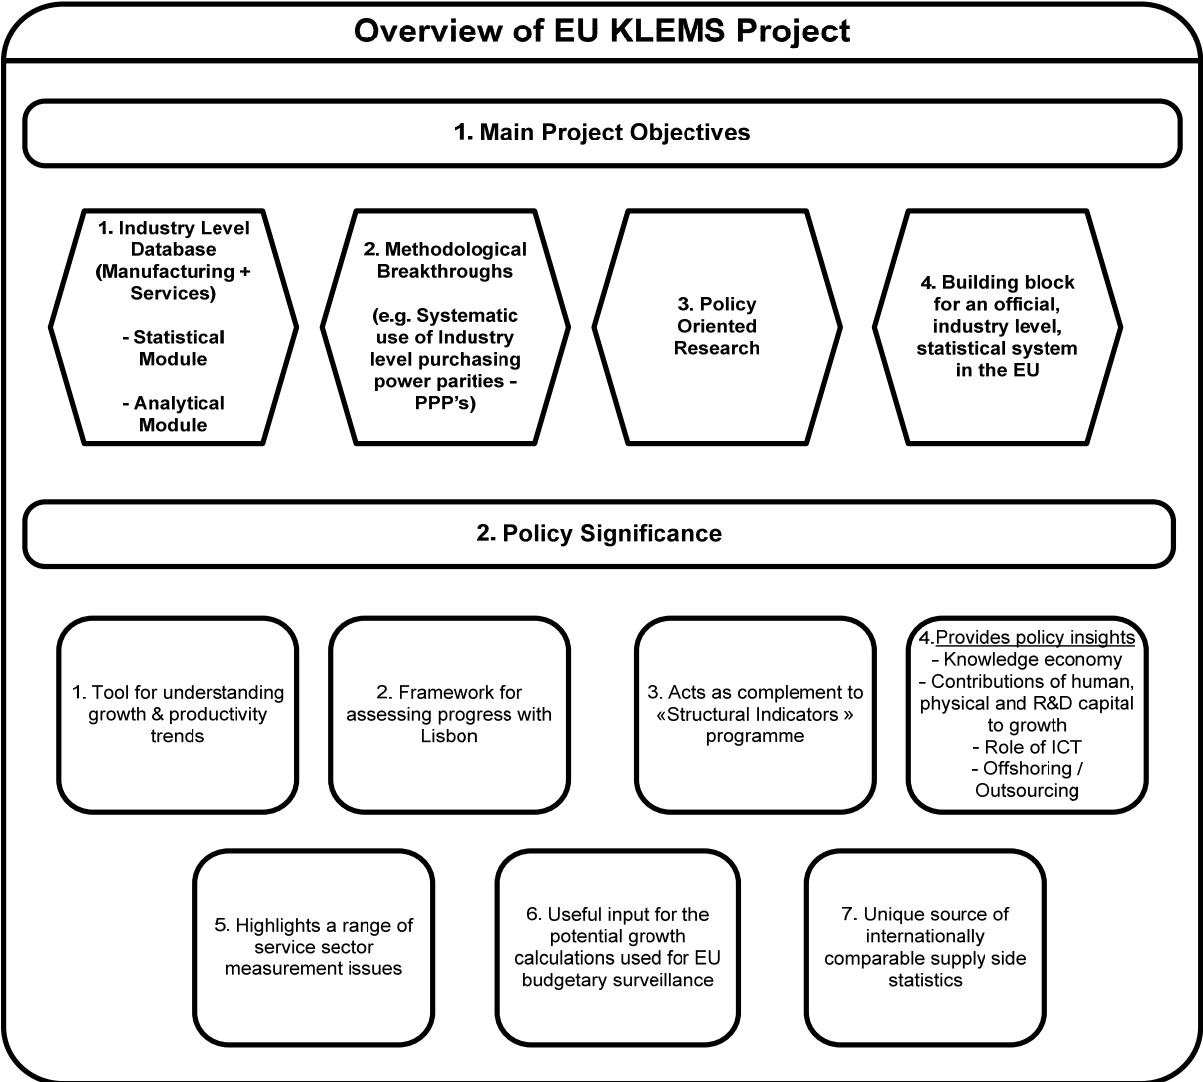 Overview of EU KLEMS Project
1. Main Project Objectives
1. Industry Level
Database
(Manufacturing +
Services)
- Statistical
Module
- Analytical
Module
2. Methodological
Breakthroughs
(e.g. Systematic
use of Industry
level purchasing
power parities -
PPP's)
3. Policy
Oriented
Research
4. Building block
for an official,
industry level,
statistical system
in the EU
2. Policy Significance
1. Tool for understanding
growth & productivity
trends
2. Framework for
assessing progress with
Lisbon
3. Acts as complement to
«Structural Indicators »
programme
4.Provides policy insights
- Knowledge economy
- Contributions of human,
physical and R&D capital
to growth
- Role of ICT
- Offshoring /
Outsourcing
5. Highlights a range of
service sector
measurement issues
6. Useful input for the
potential growth
calculations used for EU
budgetary surveillance
7. Unique source of
internationally
comparable supply side
statistics